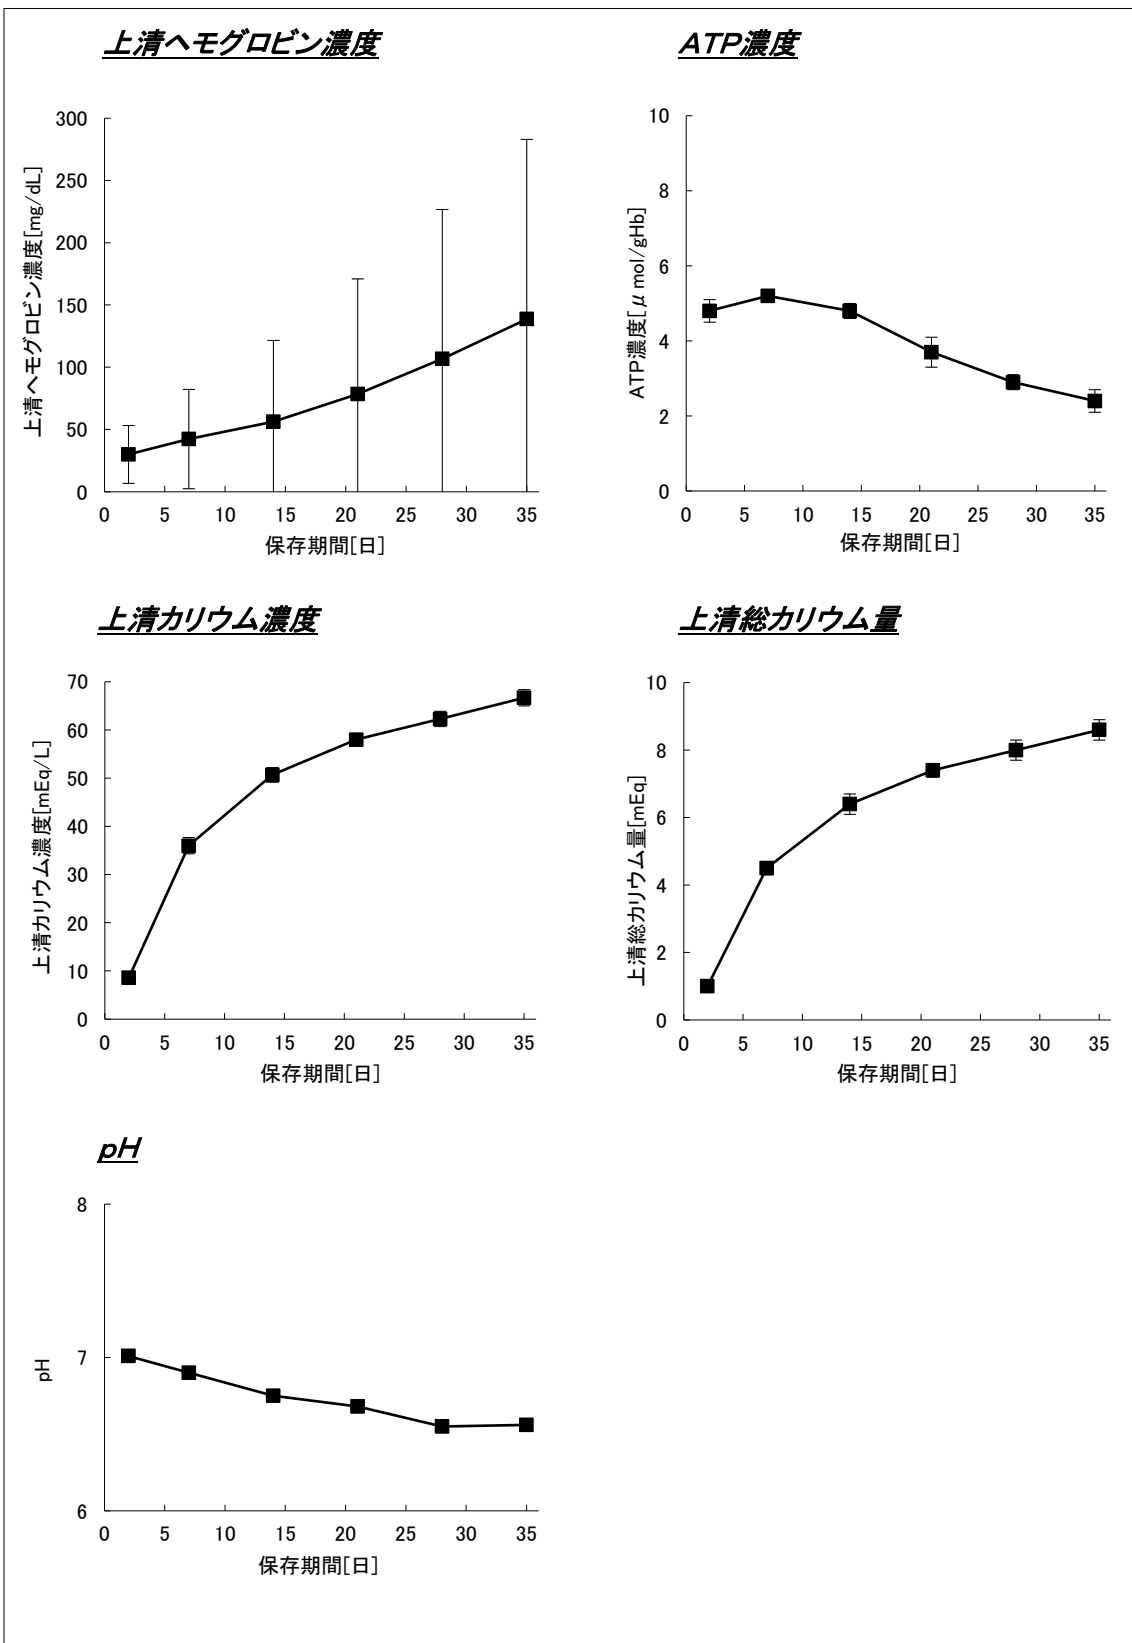 上清ヘモグロビン濃度
上清ヘモグロビン濃度[mg/dL]
300
250
200
150
100
50
0
0 5 10 15 20 25 30 35
保存期間[日]
ATP濃度
ATP濃度[μmol/gHb]
10
8
6
4
2
0
0 5 10 15 20 25 30 35
保存期間[日]
上清カリウム濃度
上清カリウム濃度[mEq/L]
70
60
50
40
30
20
10
0
0 5 10 15 20 25 30 35
保存期間[日]
上清総カリウム量
上清総カリウム量[mEq]
10
8
6
4
2
0
0 5 10 15 20 25 30 35
保存期間[日]
pH
pH
8
7
6
0 5 10 15 20 25 30 35
保存期間[日]